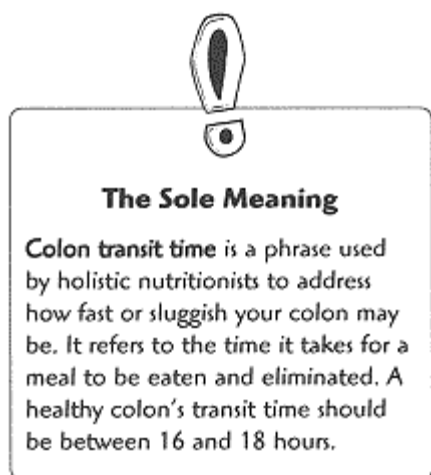 The Sole Meaning
Colon transit time is a phrase used
by holistic nutritionists to address
how fast or sluggish your colon may
be. It refers to the time it takes for a
meal to be eaten and eliminated. A
healthy colon's transit time should
be between 16 and 18 hours.